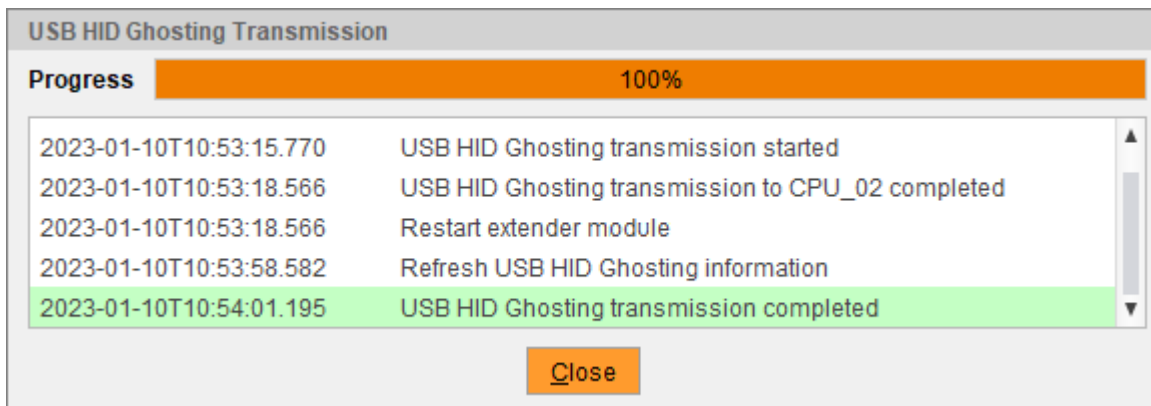 USB HID Ghosting Transmission
Progress 100%
2023-01-10T10:53:15.770 USB HID Ghosting transmission started
2023-01-10T10:53:18.566 USB HID Ghosting transmission to CPU_02 completed
2023-01-10T10:53:18.566 Restart extender module
2023-01-10T10:53:58.582 Refresh USB HID Ghosting information
2023-01-10T10:54:01.195 USB HID Ghosting transmission completed
Close